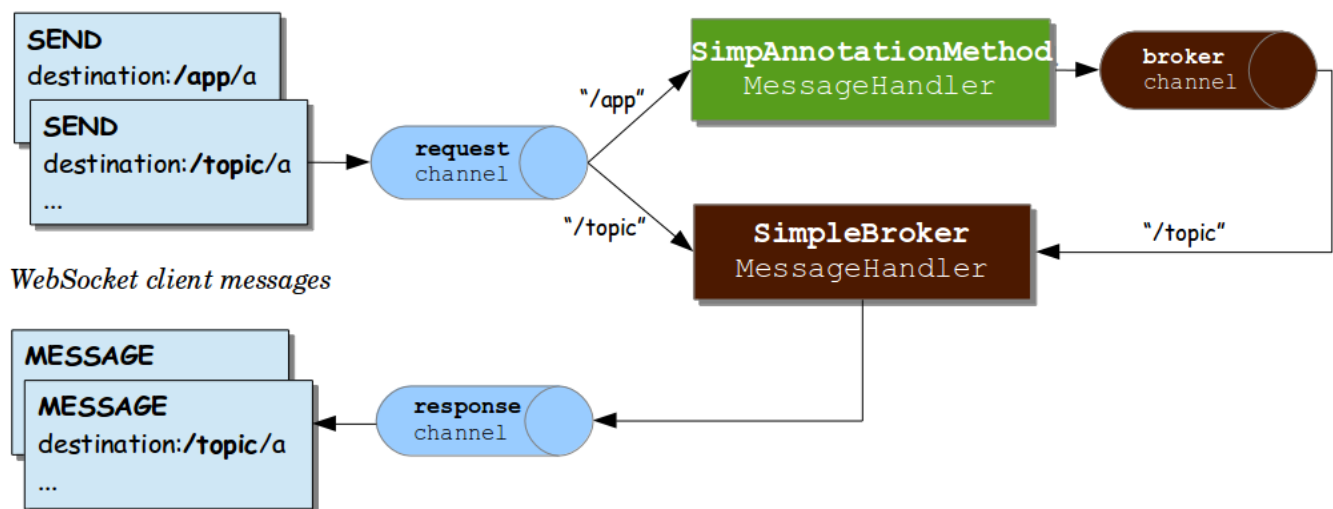 SEND
destination:/app/a
SEND
destination:/topic/a
...
WebSocket client messages
request
channel
“/app”
“/topic”
SimpAnnotationMethod
MessageHandler
broker
channel
SimpleBroker
MessageHandler
“/topic”
MESSAGE
MESSAGE
destination:/topic/a
...
response
channel